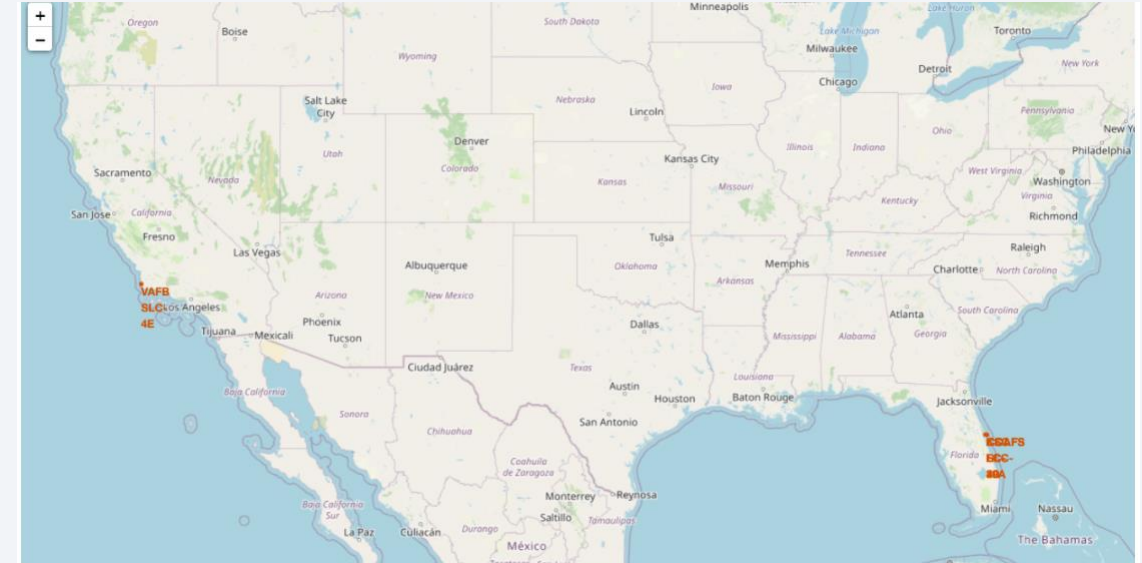 +
−
Oregon
Boise
South Dakota
Minneapolis
Lake Huron
Toronto
Lake Michigan
Milwaukee
Wyoming
Detroit
New York
Chicago
Iowa
Salt Lake
City
Nebraska
Lincoln
Pennsylvania
Ohio
New Y
Denver
Utah
Colorado
Kansas City
Illinois
Indiana
Philadelphia
Sacramento
Nevada
Kansas
Missouri
West Virginia
Washington
Virginia
Kentucky
San Jose
California
Richmond
Fresno
Las Vegas
Tulsa
Raleigh
Albuquerque
Oklahoma
Memphis
Tennessee
Charlotte
North Carolina
Arkansas
VAFB
SLC-
4E
Los Angeles
Arizona
New Mexico
Phoenix
Tijuana
Mexicali
Tucson
Dallas
Mississippi
Alabama
Atlanta
Georgia
South Carolina
Ciudad Juárez
Texas
Louisiana
Baja California
Austin
Houston
Baton Rouge
Jacksonville
Sonora
San Antonio
Chihuahua
Florida
Coahuila
de Zaragoza
Monterrey
Reynosa
Baja California
Sur
Saltillo
Tamaulipas
Miami
Nassau
La Paz
Culiacán
Durango
México
The Bahamas